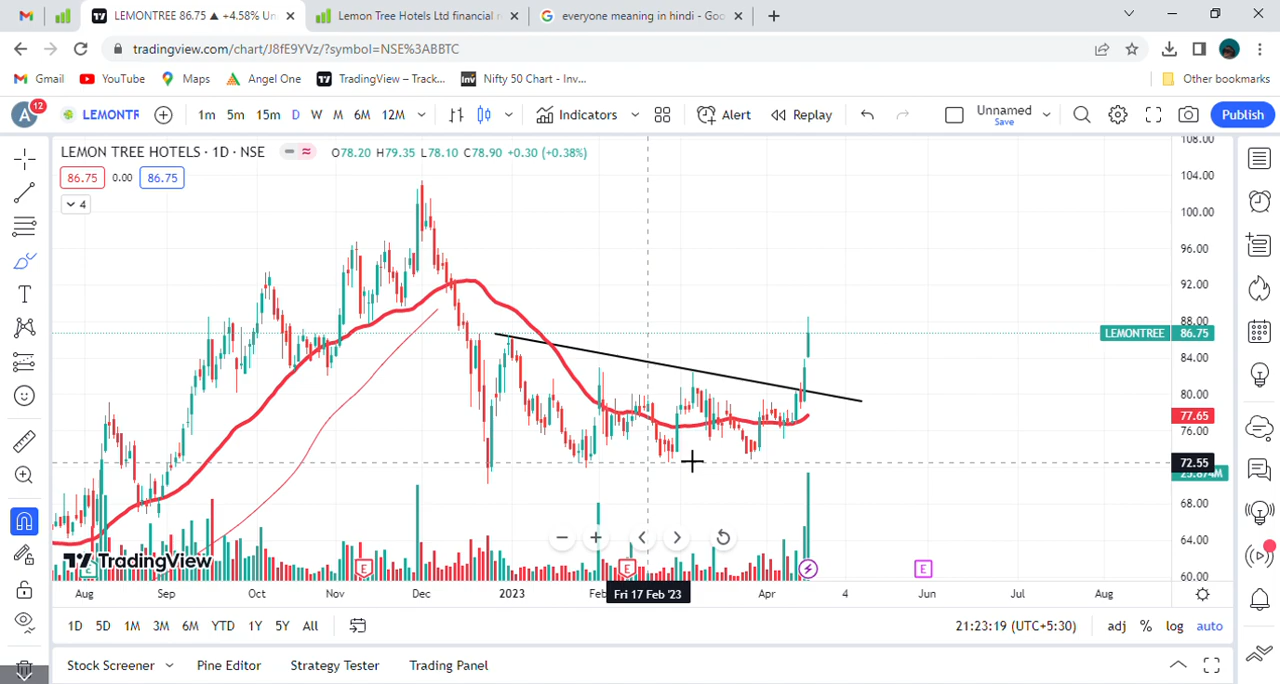 LEMONTREE 86.75 ▲ +4.58% Un
Lemon Tree Hotels Ltd financial r
everyone meaning in hindi - Goo
tradingview.com/chart/J8fE9YVz/?symbol=NSE%3ABBTC
Gmail
YouTube
Maps
Angel One
TradingView – Track...
Nifty 50 Chart - Inv...
Other bookmarks
A 12
LEMONTR
1m 5m 15m D W M 6M 12M
Indicators
Alert
Replay
Unnamed
Save
Publish
LEMON TREE HOTELS · 1D · NSE
O78.20 H79.35 L78.10 C78.90 +0.30 (+0.38%)
86.75 0.00 86.75
4
108.00
104.00
100.00
96.00
92.00
88.00
LEMONTREE 86.75
84.00
80.00
77.65
76.00
72.55
68.00
64.00
60.00
TradingView
E
E
E
E
Aug Sep Oct Nov Dec 2023 Fri 17 Feb '23 Apr 4 Jun Jul Aug
1D 5D 1M 3M 6M YTD 1Y 5Y All
21:23:19 (UTC+5:30)
adj % log auto
Stock Screener
Pine Editor
Strategy Tester
Trading Panel